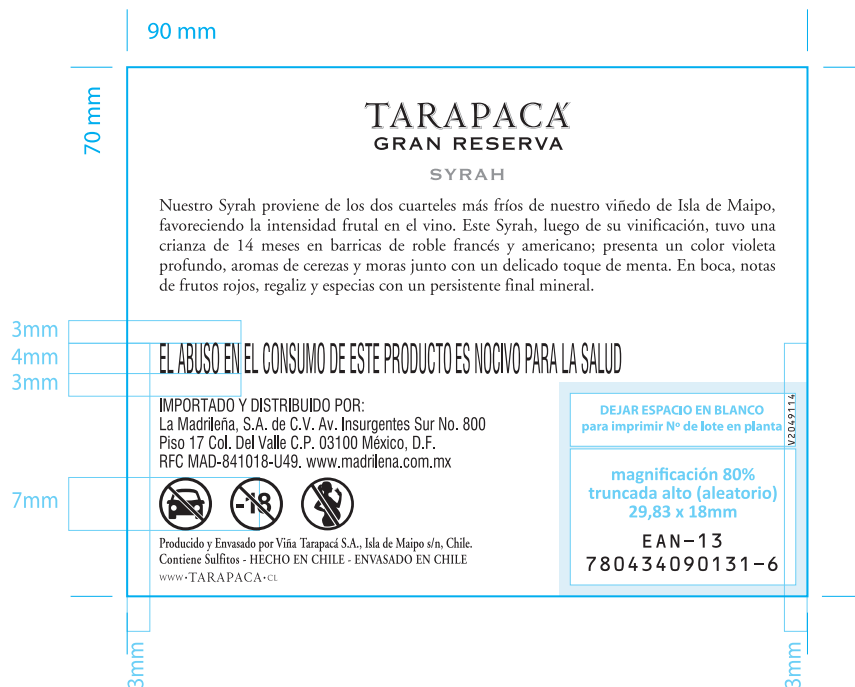 90 mm
70 mm
TARAPACÁ
GRAN RESERVA
SYRAH
Nuestro Syrah proviene de los dos cuarteles más fríos de nuestro viñedo de Isla de Maipo,
favoreciendo la intensidad frutal en el vino. Este Syrah, luego de su vinificación, tuvo una
crianza de 14 meses en barricas de roble francés y americano; presenta un color violeta
profundo, aromas de cerezas y moras junto con un delicado toque de menta. En boca, notas
de frutos rojos, regaliz y especias con un persistente final mineral.
3mm
4mm
3mm
EL ABUSO EN EL CONSUMO DE ESTE PRODUCTO ES NOCIVO PARA LA SALUD
IMPORTADO Y DISTRIBUIDO POR:
La Madrileña, S.A. de C.V. Av. Insurgentes Sur No. 800
Piso 17 Col. Del Valle C.P. 03100 México, D.F.
RFC MAD-841018-U49. www.madrilena.com.mx
7mm
-18
Producido y Envasado por Viña Tarapacá S.A., Isla de Maipo s/n, Chile.
Contiene Sulfitos - HECHO EN CHILE - ENVASADO EN CHILE
WWW•TARAPACA•CL
DEJAR ESPACIO EN BLANCO
para imprimir Nº de lote en planta
V2049114
magnificación 80%
truncada alto (aleatorio)
29,83 x 18mm
EAN-13
780434090131-6
3mm
3mm